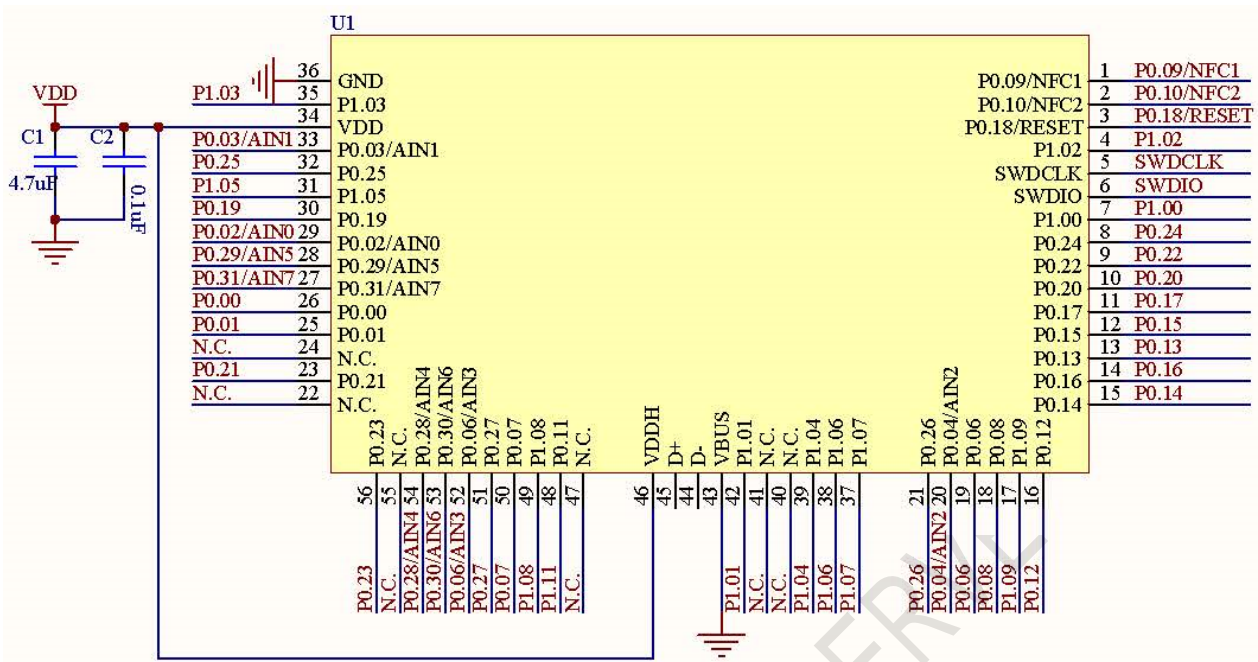 U1
VDD
C1
4.7uF
C2
0.1uF
36 GND
P1.03 35 P1.03
34 VDD
P0.03/AIN1 33 P0.03/AIN1
P0.25 32 P0.25
P1.05 31 P1.05
P0.19 30 P0.19
P0.02/AIN0 29 P0.02/AIN0
P0.29/AIN5 28 P0.29/AIN5
P0.31/AIN7 27 P0.31/AIN7
P0.00 26 P0.00
P0.01 25 P0.01
N.C. 24 N.C.
P0.21 23 P0.21
N.C. 22 N.C.
P0.09/NFC1 1 P0.09/NFC1
P0.10/NFC2 2 P0.10/NFC2
P0.18/RESET 3 P0.18/RESET
P1.02 4 P1.02
SWDCLK 5 SWDCLK
SWDIO 6 SWDIO
P1.00 7 P1.00
P0.24 8 P0.24
P0.22 9 P0.22
P0.20 10 P0.20
P0.17 11 P0.17
P0.15 12 P0.15
P0.13 13 P0.13
P0.16 14 P0.16
P0.14 15 P0.14
P0.23 56 P0.23
N.C. 55 N.C.
P0.28/AIN4 54 P0.28/AIN4
P0.30/AIN6 53 P0.30/AIN6
P0.06/AIN3 52 P0.06/AIN3
P0.27 51 P0.27
P0.07 50 P0.07
P1.08 49 P1.08
P0.11 48 P1.11
N.C. 47 N.C.
VDDH 46
D+ 45
D- 44
VBUS 43
P1.01 42 P1.01
N.C. 41 N.C.
N.C. 40 N.C.
P1.04 39 P1.04
P1.06 38 P1.06
P1.07 37 P1.07
P0.26 21 P0.26
P0.04/AIN2 20 P0.04/AIN2
P0.06 19 P0.06
P0.08 18 P0.08
P1.09 17 P1.09
P0.12 16 P0.12